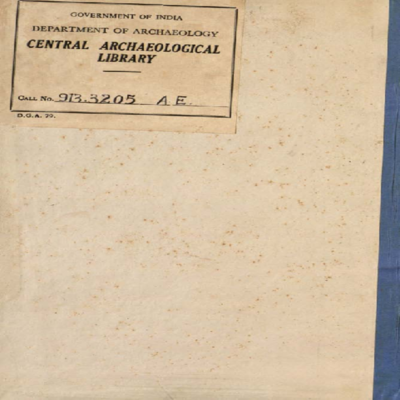 GOVERNMENT OF INDIA
DEPARTMENT OF ARCHAEOLOGY
CENTRAL ARCHAEOLOGICAL
LIBRARY
CALL No. 913.3205 A.E.
D.G.A. 79.